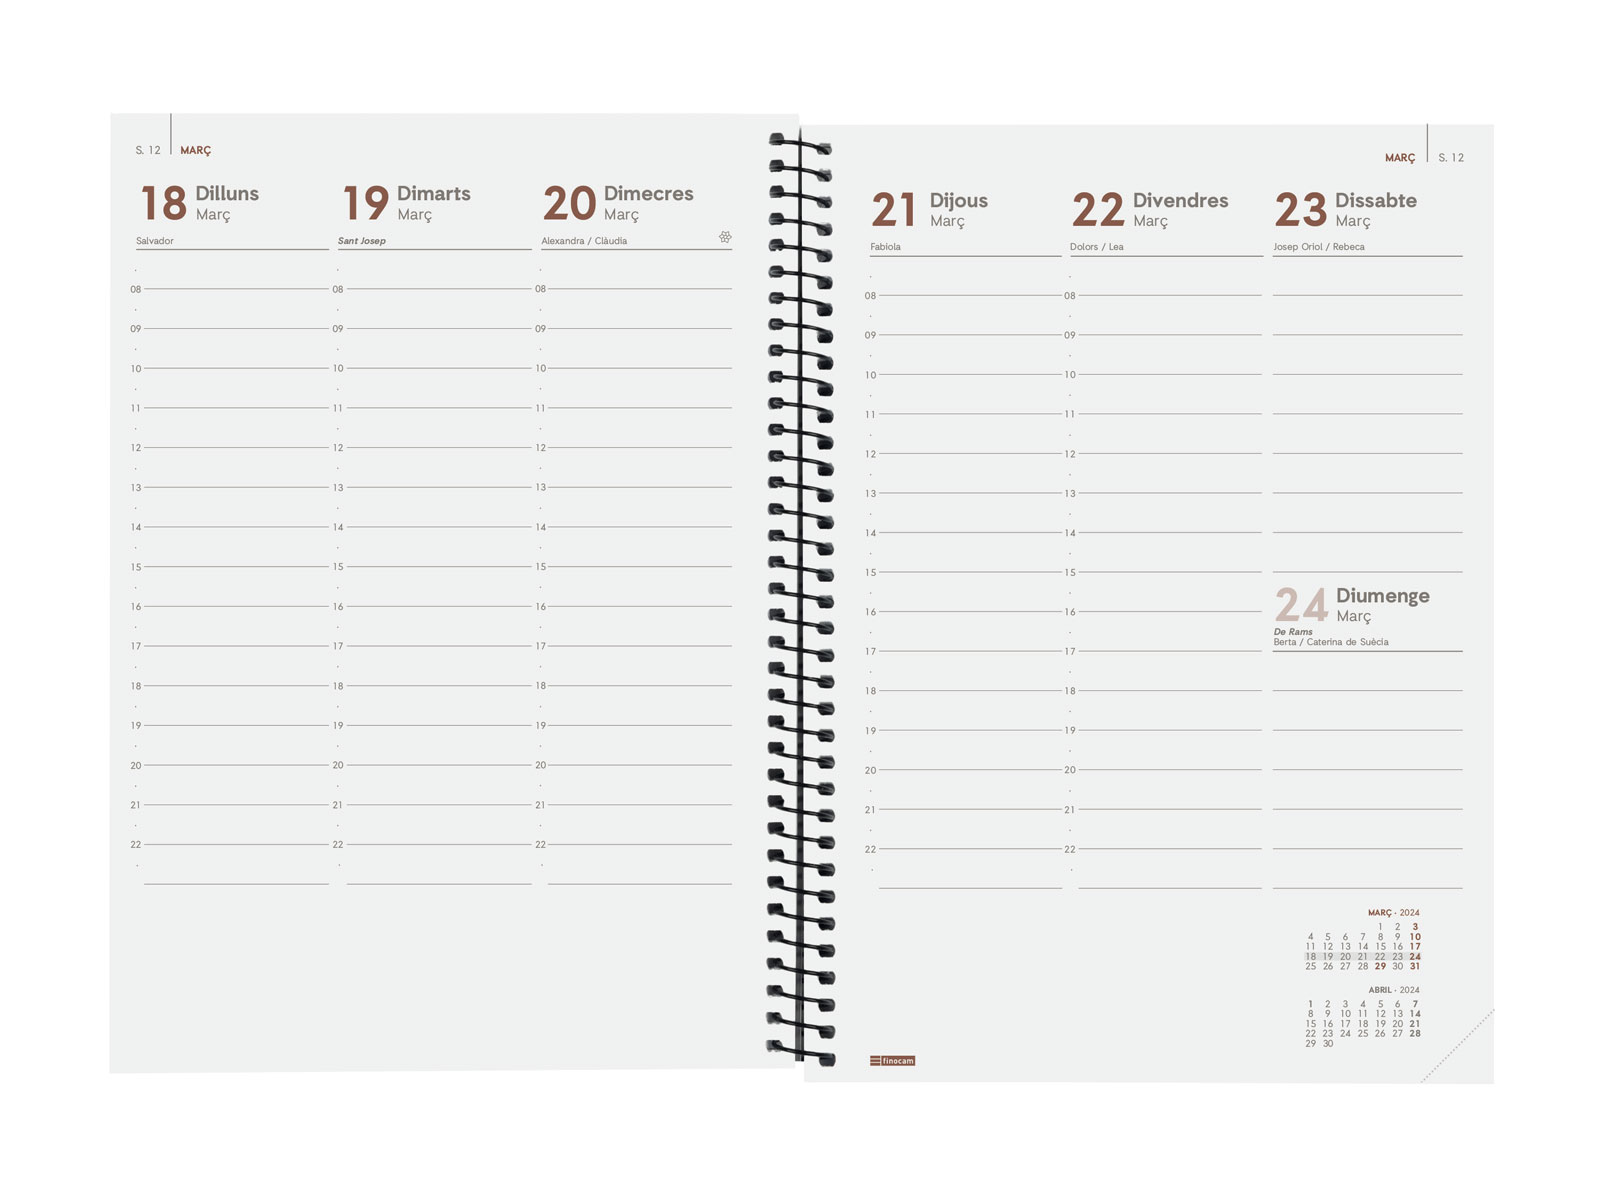 S. 12
MARÇ
18 Dilluns
Març
Salvador
08
09
10
11
12
13
14
15
16
17
18
19
20
21
22
19 Dimarts
Març
Sant Josep
08
09
10
11
12
13
14
15
16
17
18
19
20
21
22
20 Dimecres
Març
Alexandra / Clàudia
08
09
10
11
12
13
14
15
16
17
18
19
20
21
22
MARÇ
S. 12
21 Dijous
Març
Fabiola
08
09
10
11
12
13
14
15
16
17
18
19
20
21
22
22 Divendres
Març
Dolors / Lea
08
09
10
11
12
13
14
15
16
17
18
19
20
21
22
23 Dissabte
Març
Josep Oriol / Rebeca
24 Diumenge
Març
De Rams
Berta / Caterina de Suècia
MARÇ · 2024
1 2 3
4 5 6 7 8 9 10
11 12 13 14 15 16 17
18 19 20 21 22 23 24
25 26 27 28 29 30 31
ABRIL · 2024
1 2 3 4 5 6 7
8 9 10 11 12 13 14
15 16 17 18 19 20 21
22 23 24 25 26 27 28
29 30
finocam